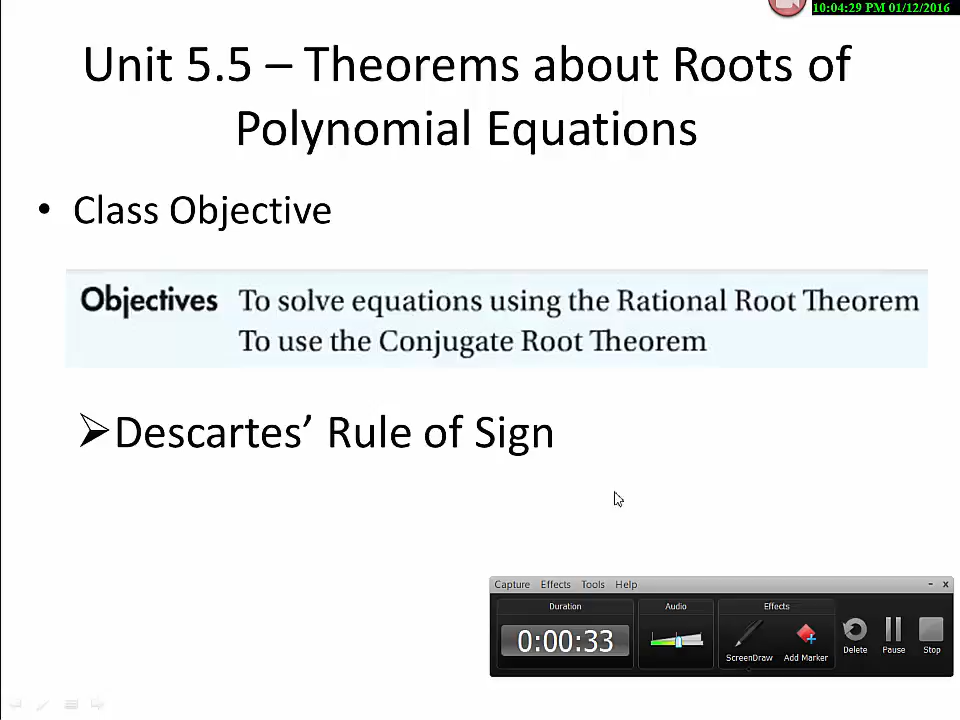 10:04:29 PM 01/12/2016
Unit 5.5 – Theorems about Roots of
Polynomial Equations
• Class Objective
Objectives To solve equations using the Rational Root Theorem
To use the Conjugate Root Theorem
➢Descartes’ Rule of Sign
Capture Effects Tools Help - x
Duration Audio Effects
0:00:33
ScreenDraw Add Marker Delete Pause Stop